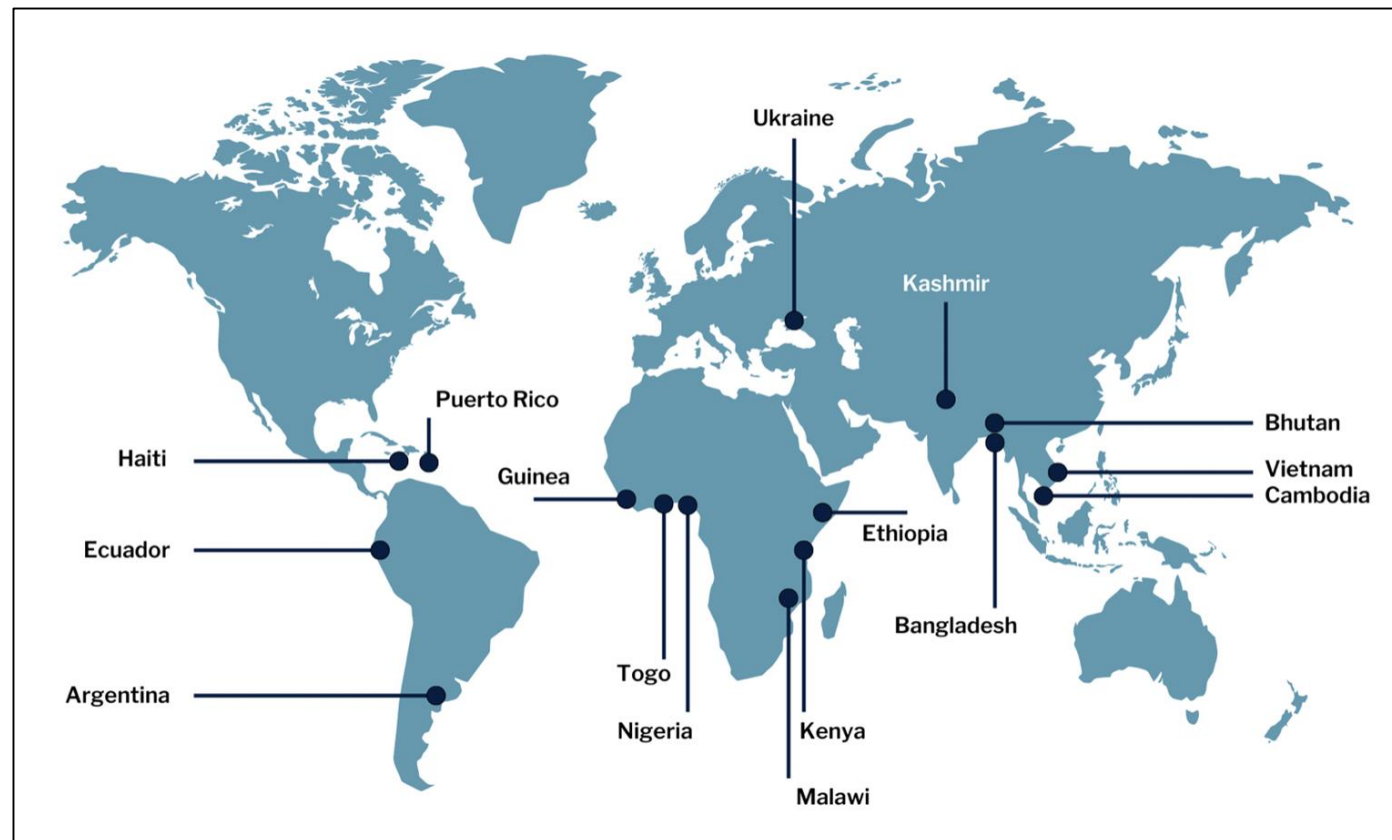 Ukraine
Kashmir
Puerto Rico
Bhutan
Haiti
Vietnam
Guinea
Cambodia
Ethiopia
Ecuador
Bangladesh
Togo
Argentina
Nigeria
Kenya
Malawi